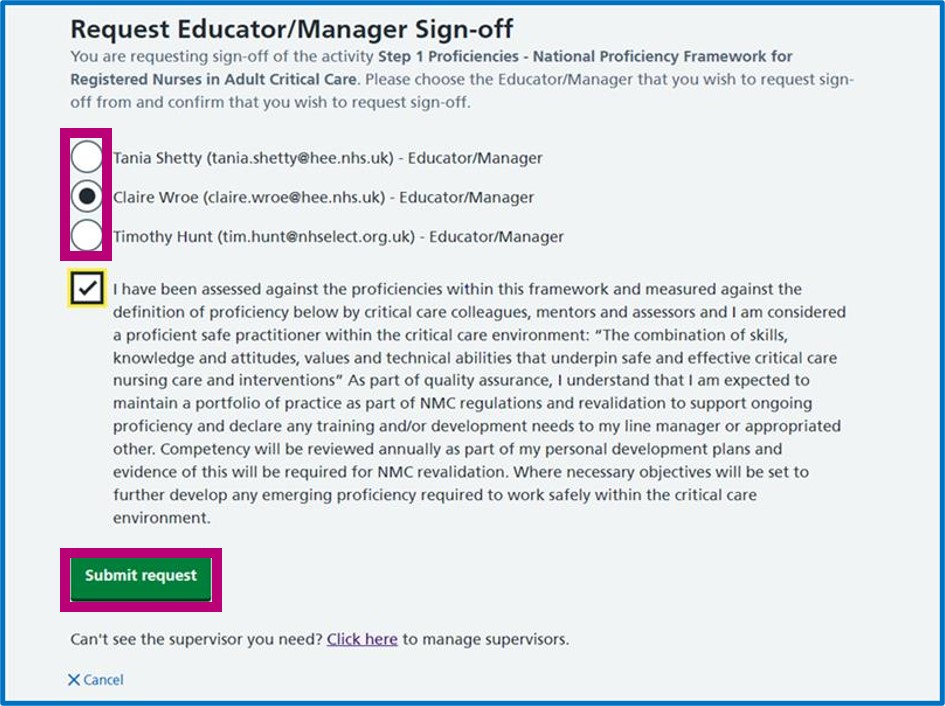 Request Educator/Manager Sign-off
You are requesting sign-off of the activity Step 1 Proficiencies - National Proficiency Framework for
Registered Nurses in Adult Critical Care. Please choose the Educator/Manager that you wish to request sign-
off from and confirm that you wish to request sign-off.
Tania Shetty (tania.shetty@hee.nhs.uk) - Educator/Manager
Claire Wroe (claire.wroe@hee.nhs.uk) - Educator/Manager
Timothy Hunt (tim.hunt@nhselect.org.uk) - Educator/Manager
I have been assessed against the proficiencies within this framework and measured against the
definition of proficiency below by critical care colleagues, mentors and assessors and I am considered
a proficient safe practitioner within the critical care environment: “The combination of skills,
knowledge and attitudes, values and technical abilities that underpin safe and effective critical care
nursing care and interventions” As part of quality assurance, I understand that I am expected to
maintain a portfolio of practice as part of NMC regulations and revalidation to support ongoing
proficiency and declare any training and/or development needs to my line manager or appropriated
other. Competency will be reviewed annually as part of my personal development plans and
evidence of this will be required for NMC revalidation. Where necessary objectives will be set to
further develop any emerging proficiency required to work safely within the critical care
environment.
Submit request
Can't see the supervisor you need? Click here to manage supervisors.
Cancel